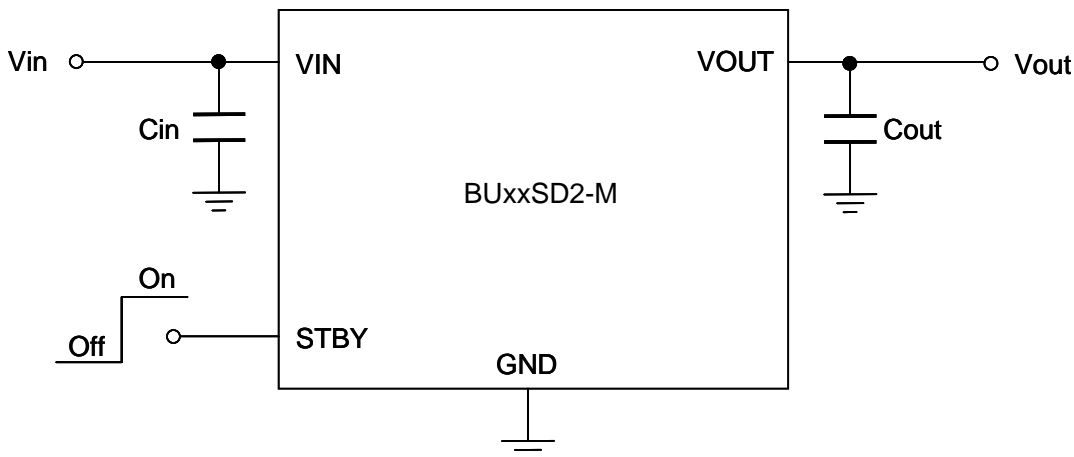 Vin
VIN
VOUT
Vout
Cin
Cout
BUxxSD2-M
On
Off
STBY
GND